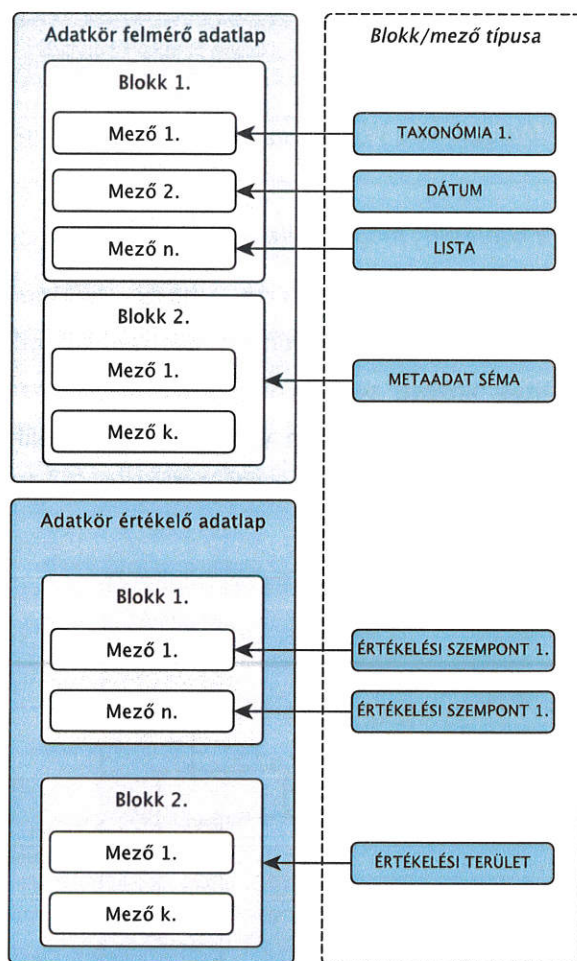 Adatkör felmérő adatlap
Blokk/mező típusa
Blokk 1.
Mező 1.
TAXONÓMIA 1.
Mező 2.
DÁTUM
Mező n.
LISTA
Blokk 2.
Mező 1.
METAADAT SÉMA
Mező k.
Adatkör értékelő adatlap
Blokk 1.
Mező 1.
ÉRTÉKELÉSI SZEMPONT 1.
Mező n.
ÉRTÉKELÉSI SZEMPONT 1.
Blokk 2.
Mező 1.
ÉRTÉKELÉSI TERÜLET
Mező k.